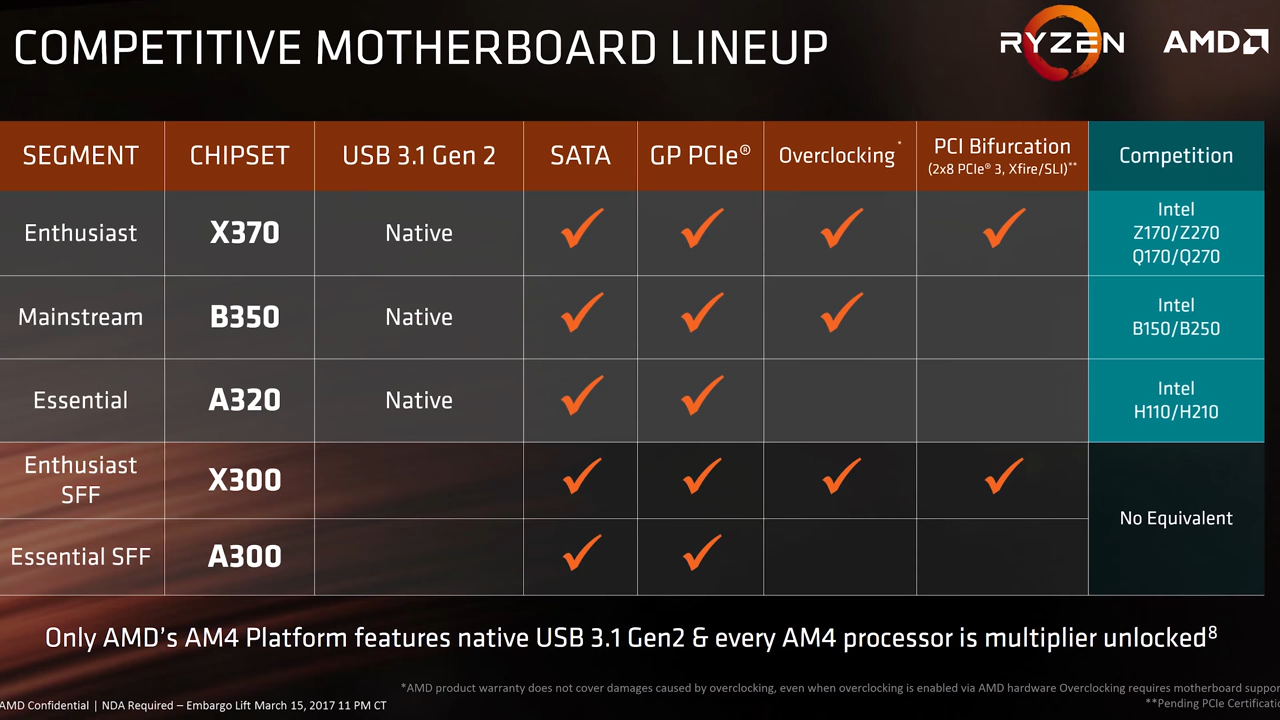 COMPETITIVE MOTHERBOARD LINEUP
RYZEN AMD
SEGMENT CHIPSET USB 3.1 Gen 2 SATA GP PCIe® Overclocking* PCI Bifurcation (2x8 PCIe® 3, Xfire/SLI)** Competition
Enthusiast X370 Native ✓ ✓ ✓ ✓ Intel Z170/Z270 Q170/Q270
Mainstream B350 Native ✓ ✓ ✓ Intel B150/B250
Essential A320 Native ✓ ✓ Intel H110/H210
Enthusiast SFF X300 ✓ ✓ ✓ ✓ No Equivalent
Essential SFF A300 ✓ ✓
Only AMD's AM4 Platform features native USB 3.1 Gen2 & every AM4 processor is multiplier unlocked8
*AMD product warranty does not cover damages caused by overclocking, even when overclocking is enabled via AMD hardware Overclocking requires motherboard suppor
AMD Confidential | NDA Required – Embargo Lift March 15, 2017 11 PM CT
**Pending PCIe Certificatio